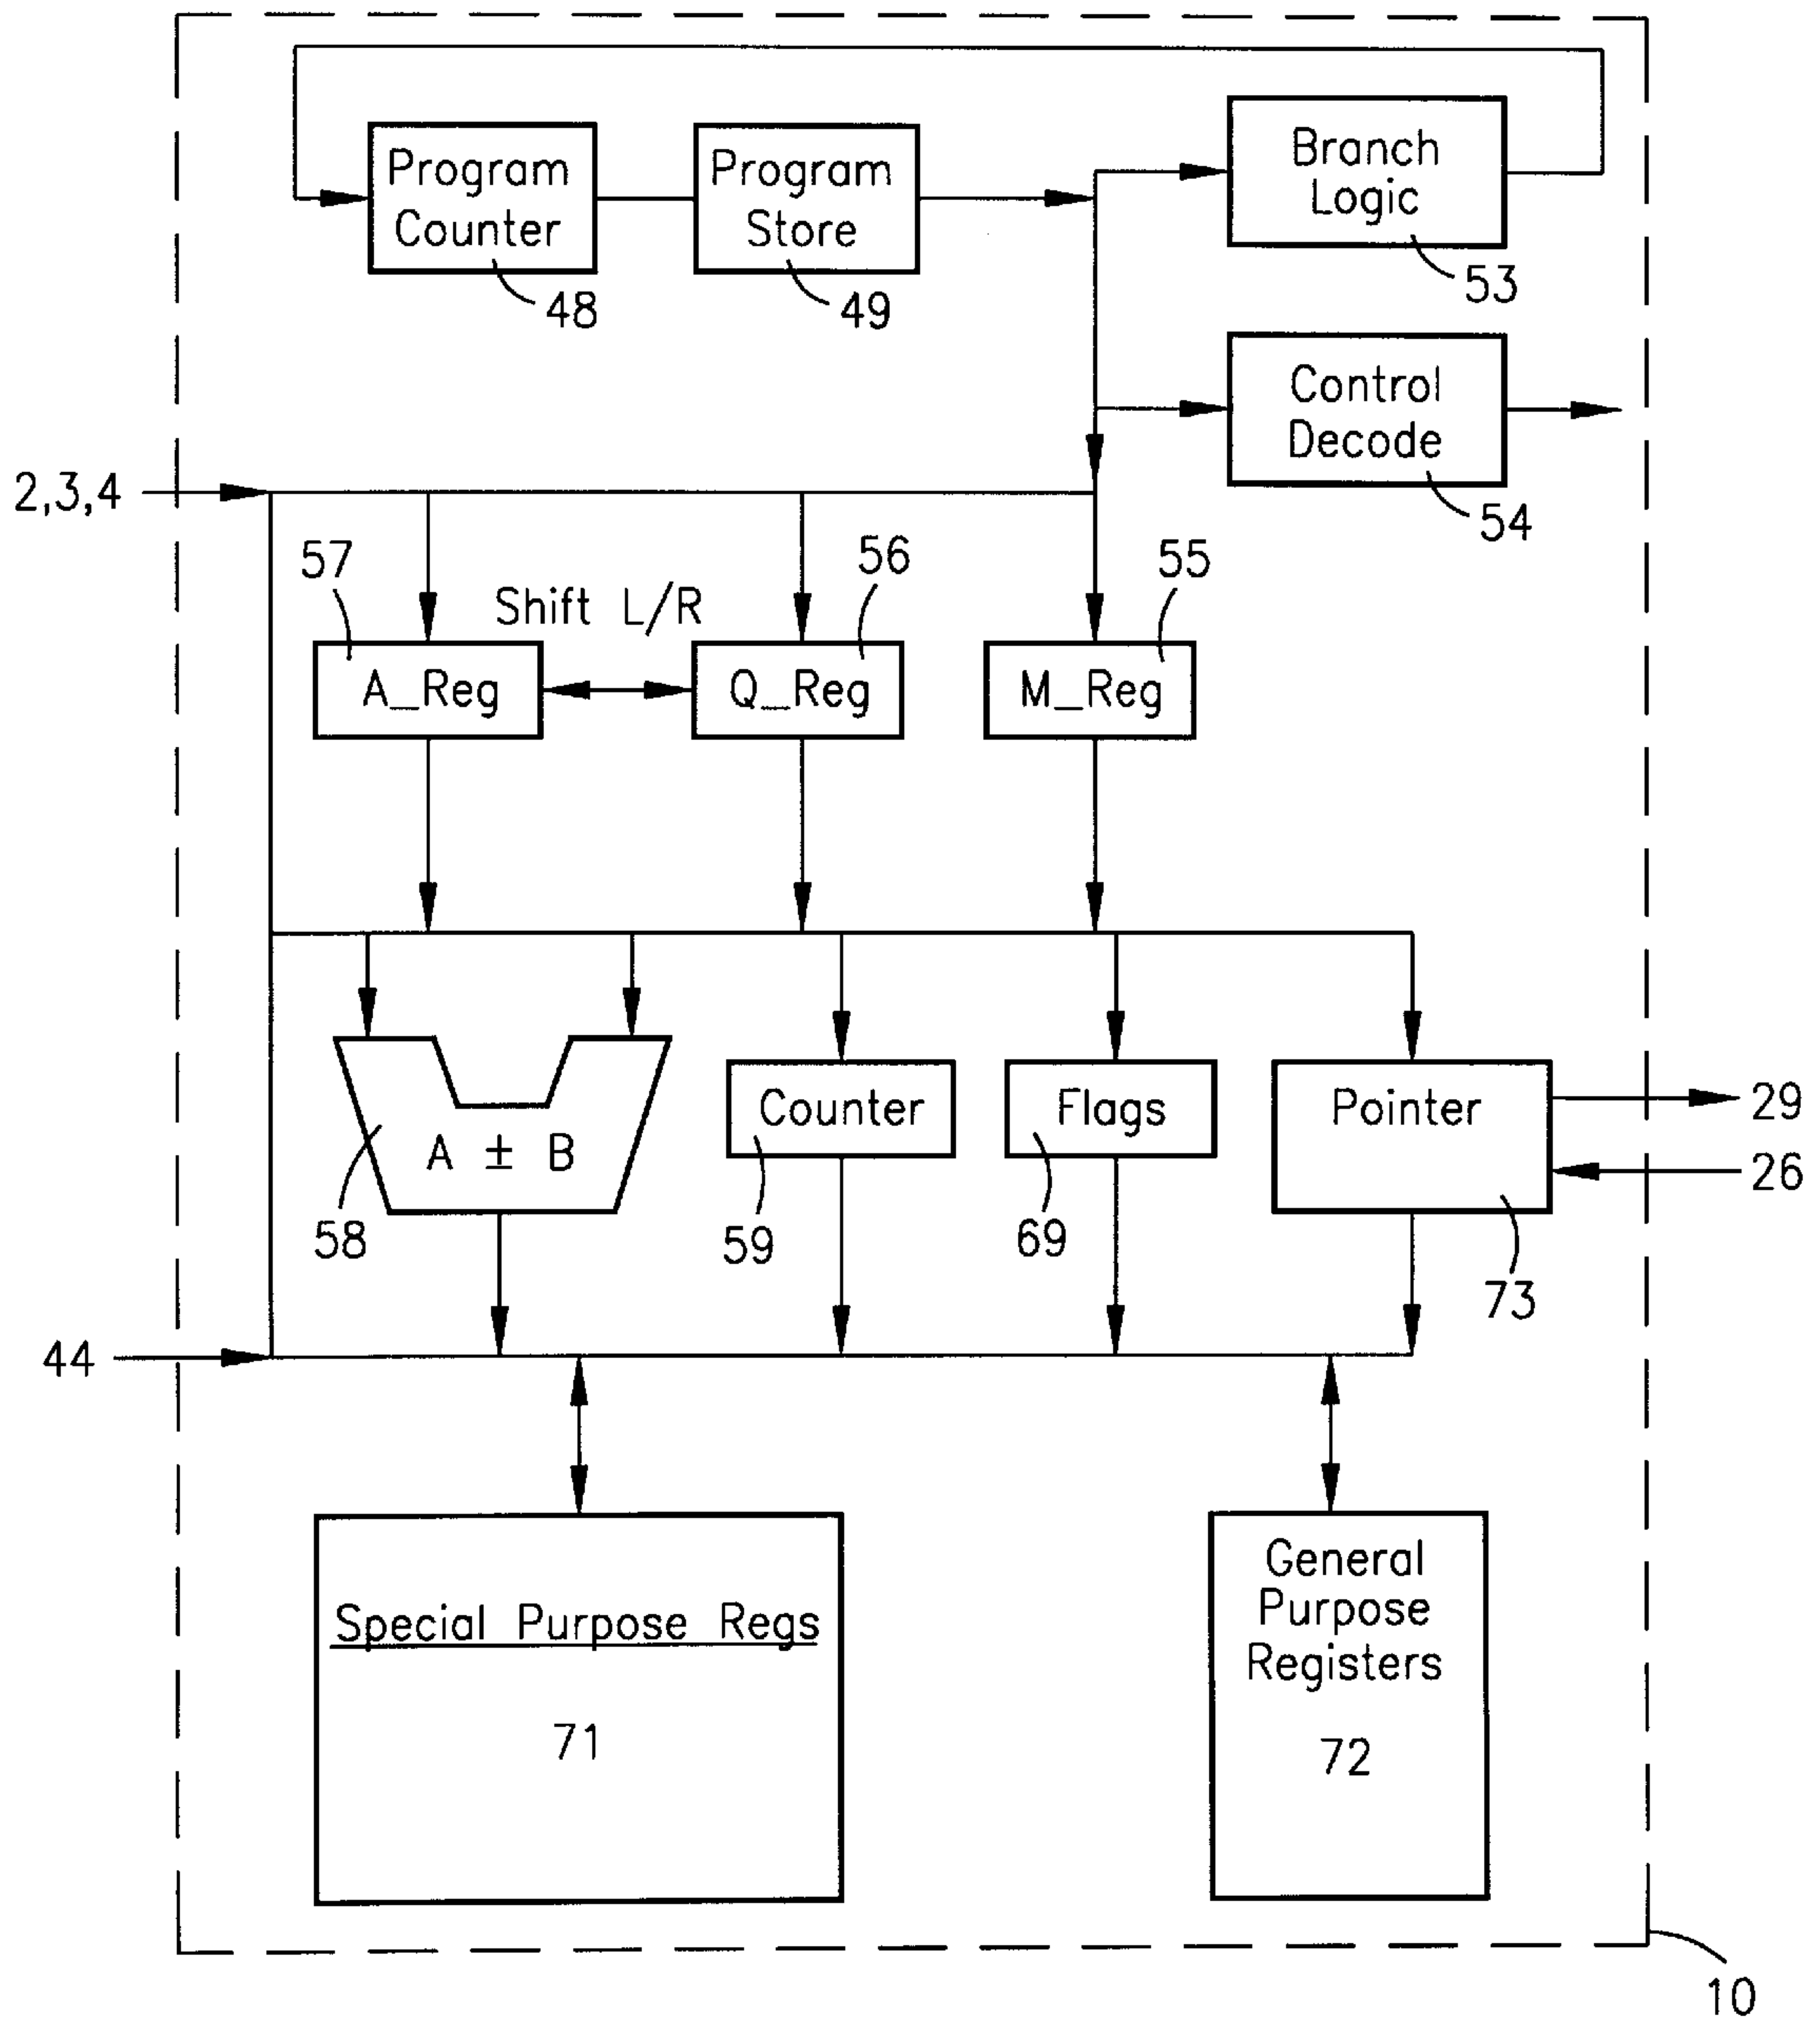 Program
Counter
48
Program
Store
49
Branch
Logic
53
Control
Decode
54
2,3,4
57
Shift L/R
56
55
A_Reg
Q_Reg
M_Reg
A ± B
58
Counter
59
Flags
69
Pointer
73
29
26
44
Special Purpose Regs
71
General
Purpose
Registers
72
10